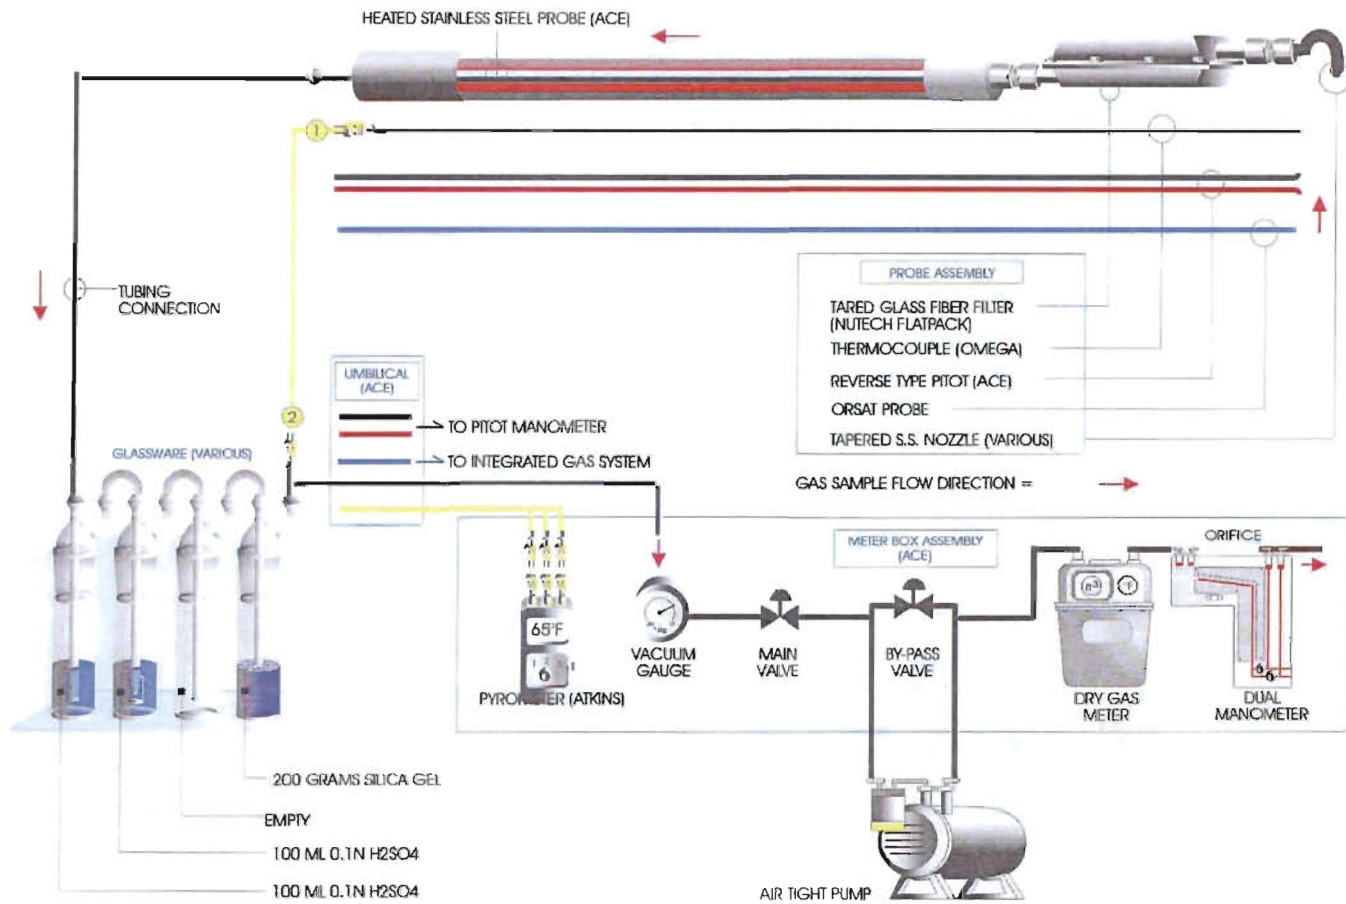 HEATED STAINLESS STEEL PROBE (ACE)
1
TUBING
CONNECTION
PROBE ASSEMBLY
TARED GLASS FIBER FILTER
(NUTECH FLATPACK)
THERMOCOUPLE (OMEGA)
REVERSE TYPE PITOT (ACE)
ORSAT PROBE
TAPERED S.S. NOZZLE (VARIOUS)
UMBILICAL
(ACE)
2
TO PITOT MANOMETER
GLASSWARE (VARIOUS)
TO INTEGRATED GAS SYSTEM
GAS SAMPLE FLOW DIRECTION =
METER BOX ASSEMBLY
(ACE)
ORIFICE
65°F
6
VACUUM
GAUGE
MAIN
VALVE
BY-PASS
VALVE
PYROMETER (ATKINS)
DRY GAS
METER
DUAL
MANOMETER
200 GRAMS SILICA GEL
EMPTY
100 ML 0.1N H2SO4
100 ML 0.1N H2SO4
AIR TIGHT PUMP